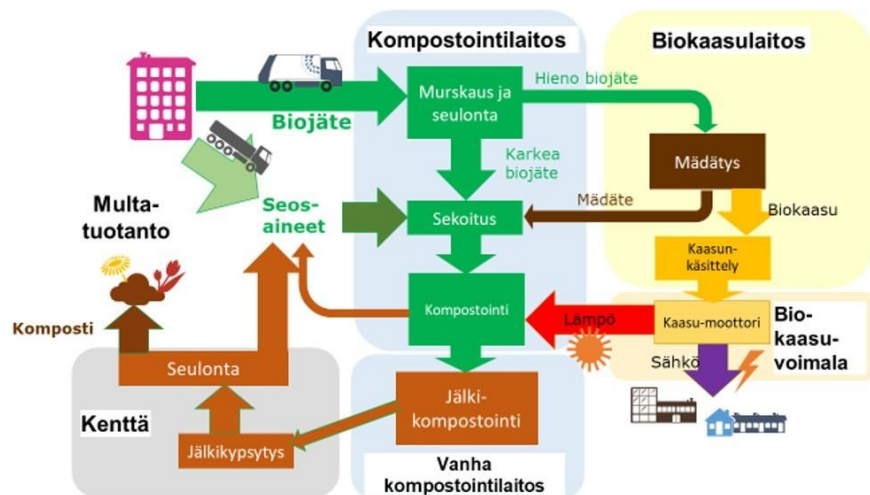 Kompostointilaitos
Biokaasulaitos
Murskaus ja
seulonta
Hieno biojäte
Biojäte
Karkea
biojäte
Mädätys
Multa-
tuotanto
Seos-
aineet
Sekoitus
Mädäte
Biokaasu
Kaasun-
käsittely
Komposti
Kompostointi
Lämpö
Kaasu-moottori
Bio-
kaasu-
voimala
Sähkö
Seulonta
Jälki-
kompostointi
Kenttä
Jälkikypsytys
Vanha
kompostointilaitos